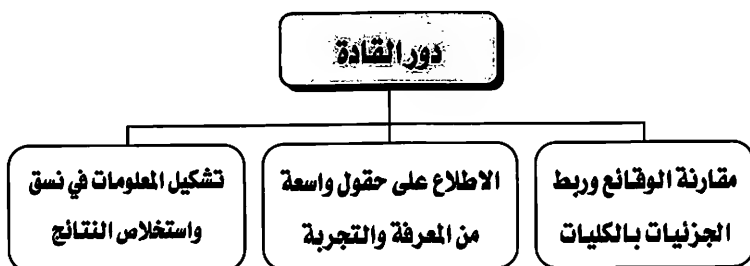 دور القادة
مقارنة الوقائع وربط
الجزئيات بالكليات
الاطلاع على حقول واسعة
من المعرفة والتجربة
تشكيل المعلومات في نسق
واستخلاص النتائج